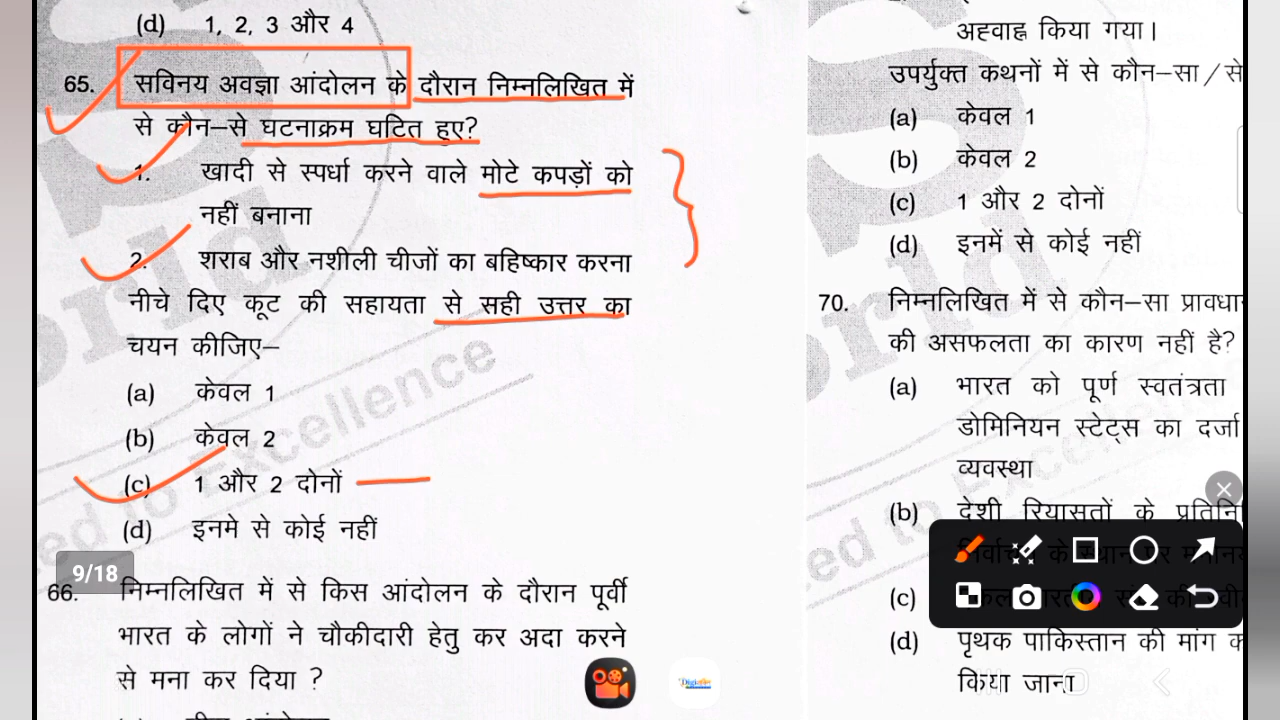 (d) 1, 2, 3 और 4
65. सविनय अवज्ञा आंदोलन के दौरान निम्नलिखित में
से कौन–से घटनाक्रम घटित हुए?
1. खादी से स्पर्धा करने वाले मोटे कपड़ों को
नहीं बनाना
2. शराब और नशीली चीजों का बहिष्कार करना
नीचे दिए कूट की सहायता से सही उत्तर का
चयन कीजिए–
(a) केवल 1
(b) केवल 2
(c) 1 और 2 दोनों
(d) इनमे से कोई नहीं
9/18
66. निम्नलिखित में से किस आंदोलन के दौरान पूर्वी
भारत के लोगों ने चौकीदारी हेतु कर अदा करने
से मना कर दिया ?
अह्वाह्न किया गया।
उपर्युक्त कथनों में से कौन–सा/से
(a) केवल 1
(b) केवल 2
(c) 1 और 2 दोनों
(d) इनमें से कोई नहीं
70. निम्नलिखित में से कौन–सा प्रावधा
की असफलता का कारण नहीं है?
(a) भारत को पूर्ण स्वतंत्रता
डोमिनियन स्टेट्स का दर्जा
व्यवस्था
(b) देशी रियासतों के प्रतिनि
(c)
(d) पृथक पाकिस्तान की मांग
किया जाना